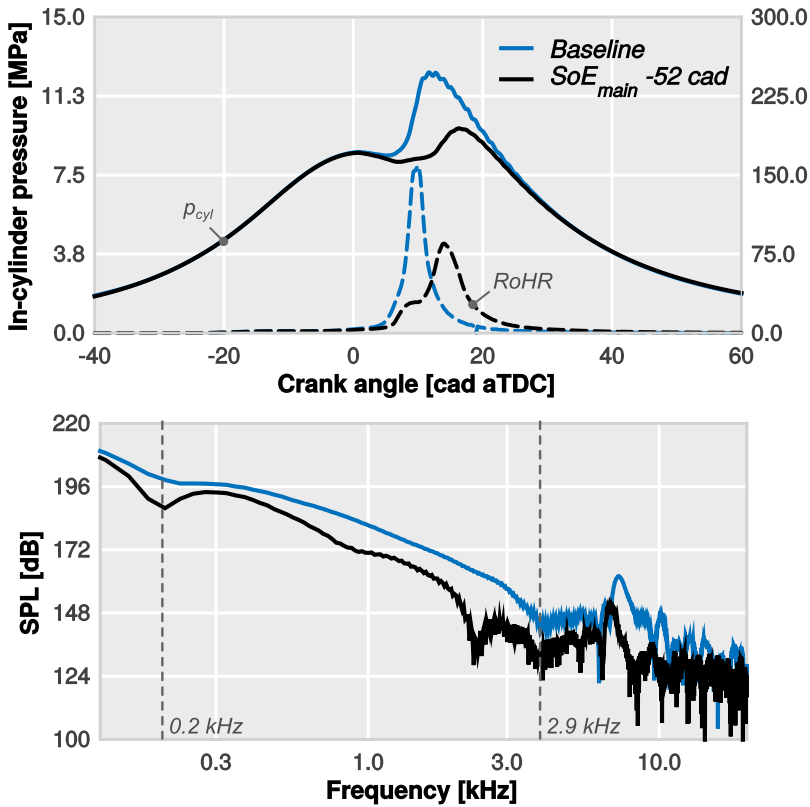 In-cylinder pressure [MPa]
15.0
11.3
7.5
3.8
0.0
300.0
225.0
150.0
75.0
0.0
Baseline
SoEmain -52 cad
pcyl
RoHR
-40
-20
0
20
40
60
Crank angle [cad aTDC]
SPL [dB]
220
196
172
148
124
100
0.2 kHz
2.9 kHz
0.3
1.0
3.0
10.0
Frequency [kHz]